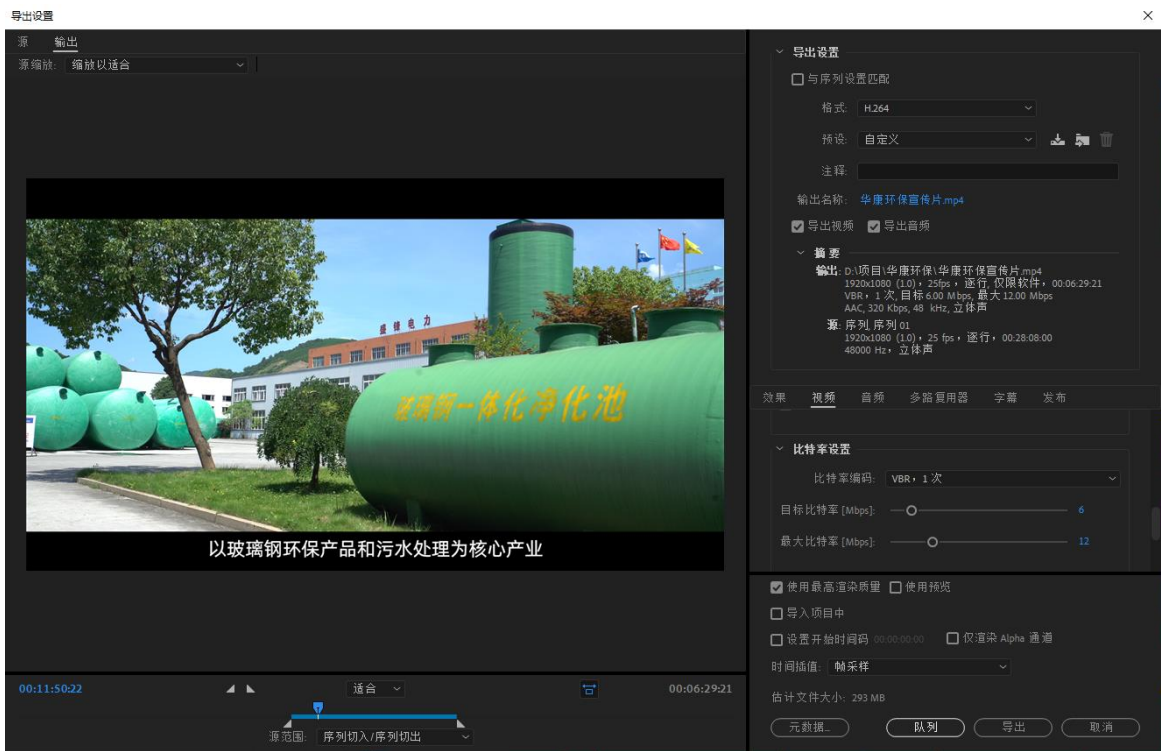 导出设置
源 输出
源缩放: 缩放以适合
盛锋电力
玻璃钢一体化净化池
以玻璃钢环保产品和污水处理为核心产业
00:11:50:22 适合 00:06:29:21
源范围: 序列切入/序列切出
导出设置
与序列设置匹配
格式: H.264
预设: 自定义
注释:
输出名称: 华康环保宣传片.mp4
导出视频 导出音频
摘要
输出: D:\项目\华康环保\华康环保宣传片.mp4
1920x1080 (1.0), 25fps, 逐行, 仅限软件, 00:06:29:21
VBR, 1 次, 目标 6.00 Mbps, 最大 12.00 Mbps
AAC, 320 Kbps, 48 kHz, 立体声
源: 序列, 序列 01
1920x1080 (1.0), 25 fps, 逐行, 00:28:08:00
48000 Hz, 立体声
效果 视频 音频 多路复用器 字幕 发布
比特率设置
比特率编码: VBR, 1 次
目标比特率 [Mbps]: 6
最大比特率 [Mbps]: 12
使用最高渲染质量 使用预览
导入项目中
设置开始时间码 00:00:00:00 仅渲染 Alpha 通道
时间插值: 帧采样
估计文件大小: 293 MB
元数据... 队列 导出 取消